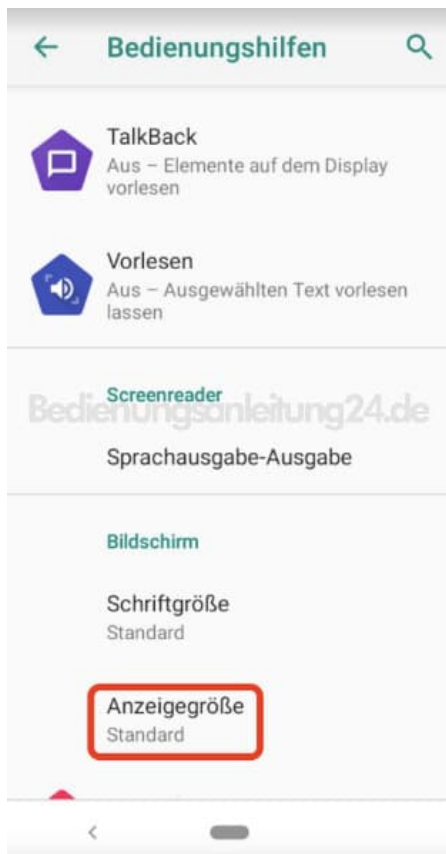 Bedienungshilfen
TalkBack
Aus – Elemente auf dem Display
vorlesen
Vorlesen
Aus – Ausgewählten Text vorlesen
lassen
Screenreader
Bedienungsanleitung24.de
Sprachausgabe-Ausgabe
Bildschirm
Schriftgröße
Standard
Anzeigegröße
Standard